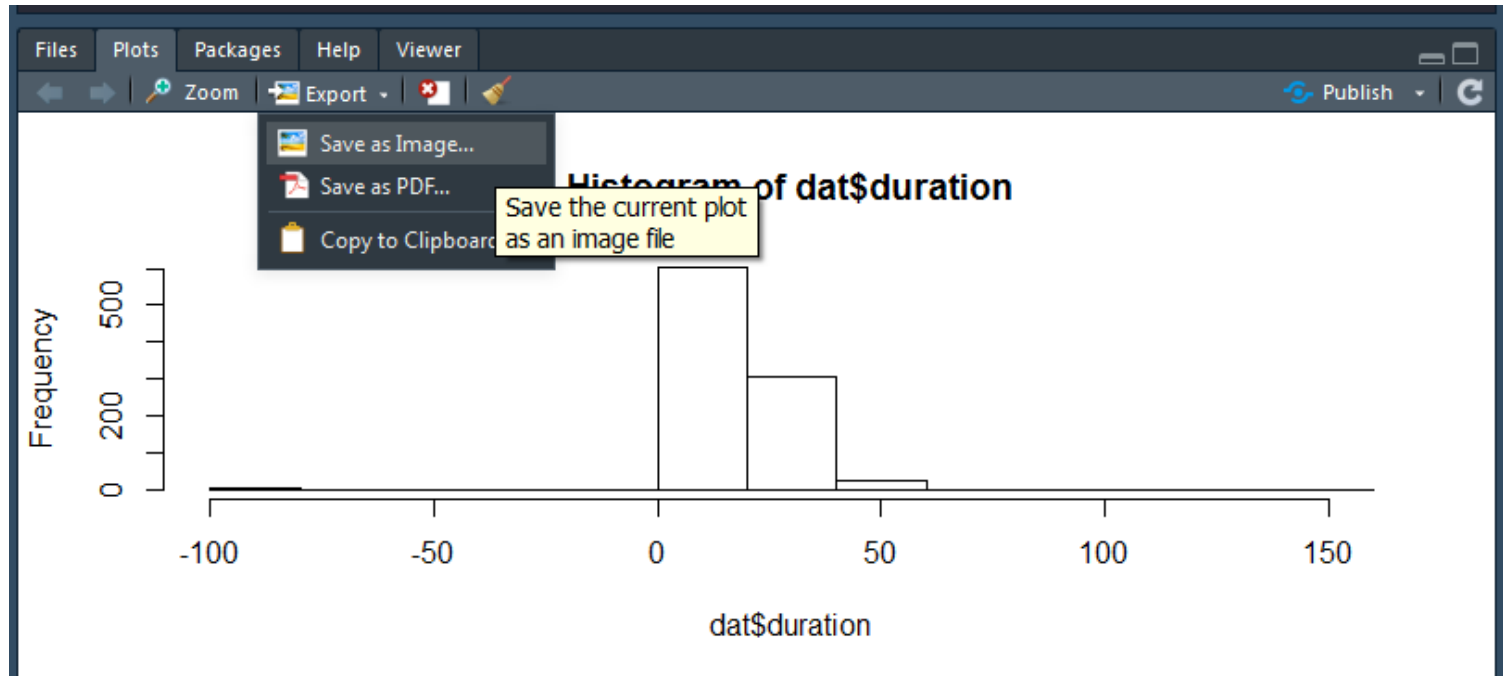 Files Plots Packages Help Viewer
Zoom Export Publish
Save as Image...
Save as PDF...
Copy to Clipboard
Save the current plot
as an image file
Histogram of dat$duration
Frequency
500
200
0
-100 -50 0 50 100 150
dat$duration